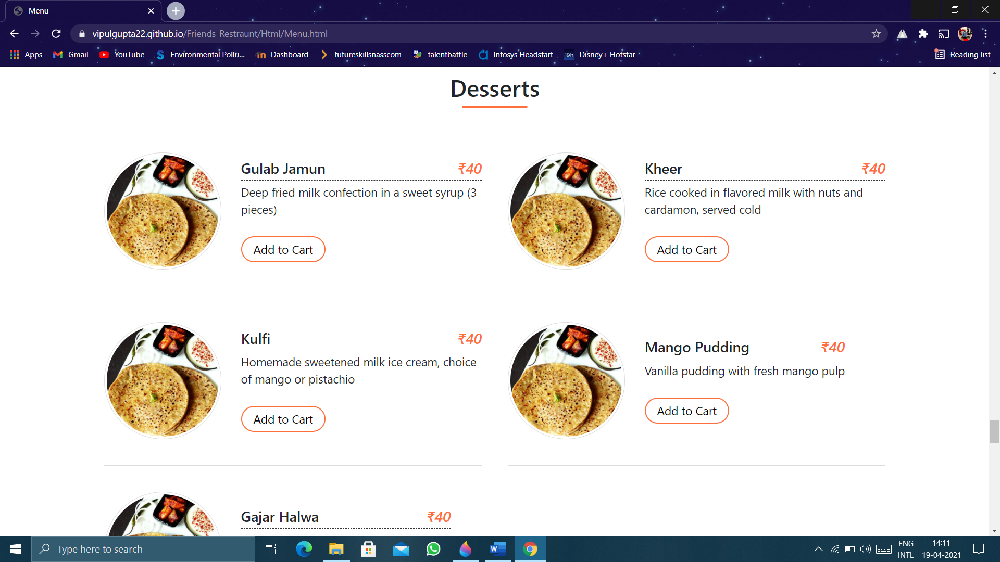 Menu
vipulgupta22.github.io/Friends-Restraunt/Html/Menu.html
Apps
Gmail
YouTube
Environmental Pollu...
Dashboard
futureskillsnasscom
talentbattle
Infosys Headstart
Disney+ Hotstar
Reading list
Desserts
Gulab Jamun ₹40
Deep fried milk confection in a sweet syrup (3
pieces)
Add to Cart
Kheer ₹40
Rice cooked in flavored milk with nuts and
cardamon, served cold
Add to Cart
Kulfi ₹40
Homemade sweetened milk ice cream, choice
of mango or pistachio
Add to Cart
Mango Pudding ₹40
Vanilla pudding with fresh mango pulp
Add to Cart
Gajar Halwa ₹40
Type here to search
ENG
INTL
14:11
19-04-2021